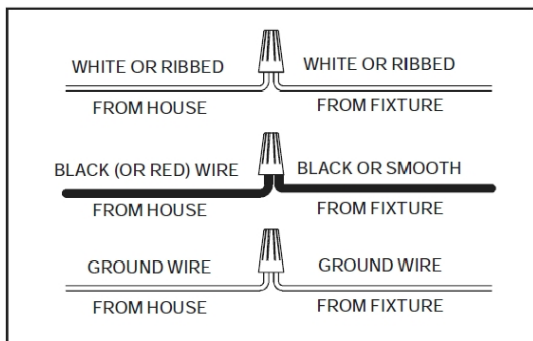 WHITE OR RIBBED WHITE OR RIBBED
FROM HOUSE FROM FIXTURE
BLACK (OR RED) WIRE BLACK OR SMOOTH
FROM HOUSE FROM FIXTURE
GROUND WIRE GROUND WIRE
FROM HOUSE FROM FIXTURE